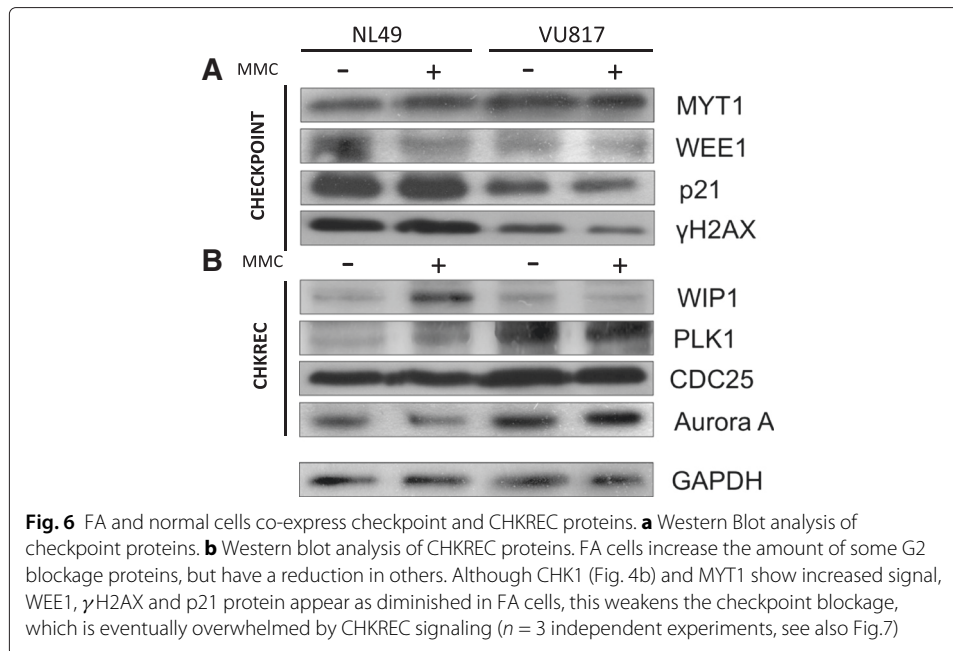 NL49 VU817
A MMC - + - +
CHECKPOINT
MYT1
WEE1
p21
γH2AX
B MMC - + - +
CHKREC
WIP1
PLK1
CDC25
Aurora A
GAPDH
Fig. 6 FA and normal cells co-express checkpoint and CHKREC proteins. a Western Blot analysis of
checkpoint proteins. b Western blot analysis of CHKREC proteins. FA cells increase the amount of some G2
blockage proteins, but have a reduction in others. Although CHK1 (Fig. 4b) and MYT1 show increased signal,
WEE1, γH2AX and p21 protein appear as diminished in FA cells, this weakens the checkpoint blockage,
which is eventually overwhelmed by CHKREC signaling (n = 3 independent experiments, see also Fig.7)